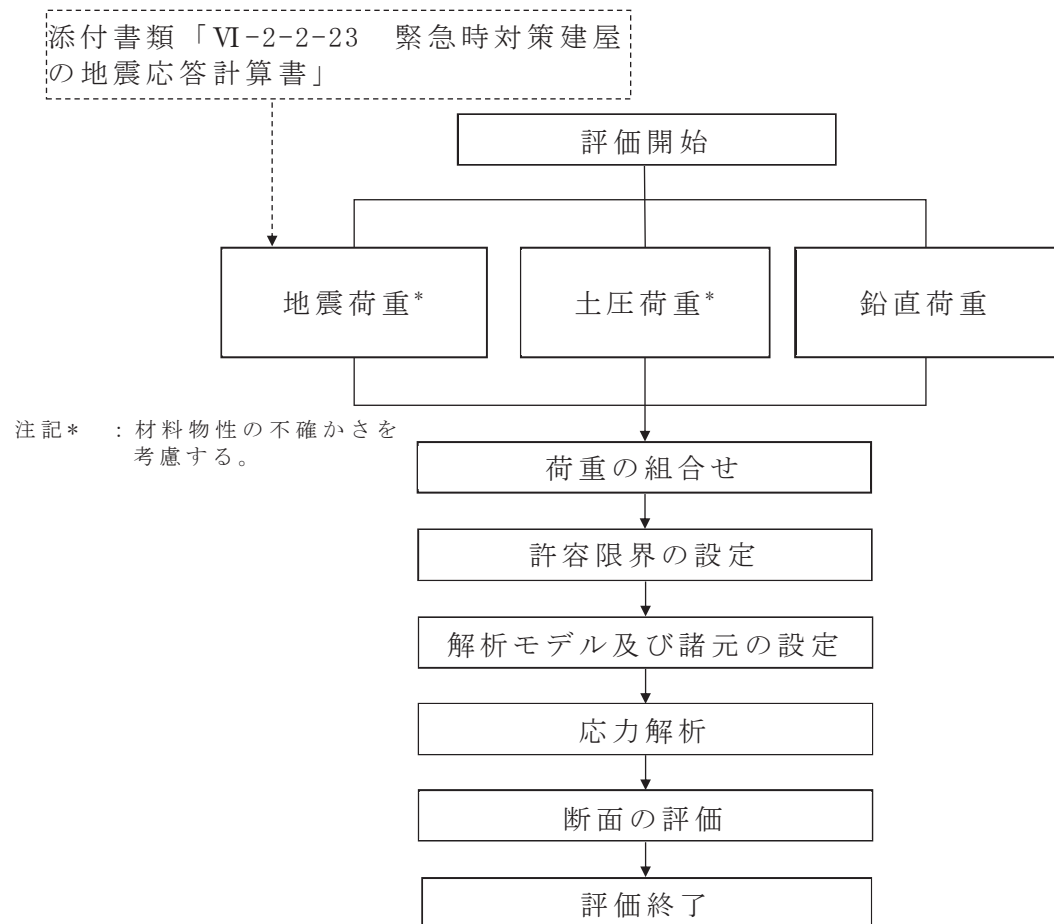 添付書類「Ⅵ-2-2-23 緊急時対策建屋
の地震応答計算書」
評価開始
地震荷重*
土圧荷重*
鉛直荷重
注記* :材料物性の不確かさを
考慮する。
荷重の組合せ
許容限界の設定
解析モデル及び諸元の設定
応力解析
断面の評価
評価終了